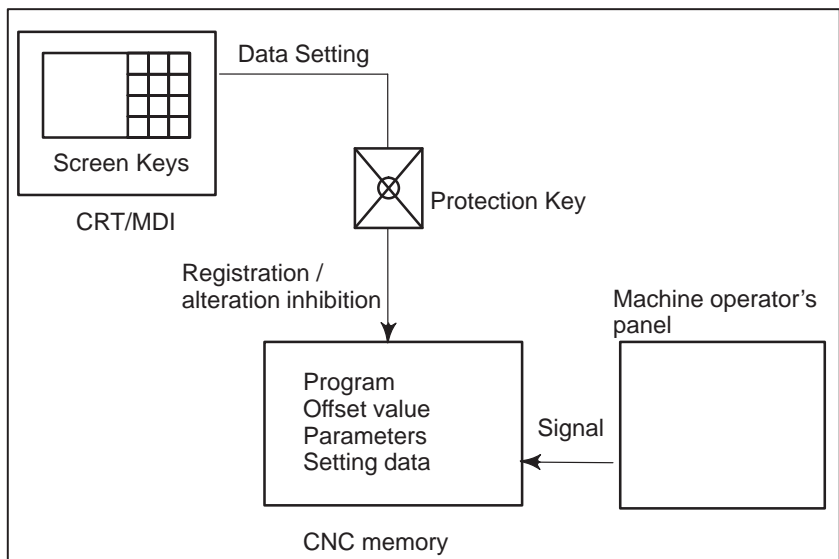 Data Setting
Screen Keys
CRT/MDI
Protection Key
Registration /
alteration inhibition
Machine operator’s
panel
Program
Offset value
Parameters
Setting data
Signal
CNC memory